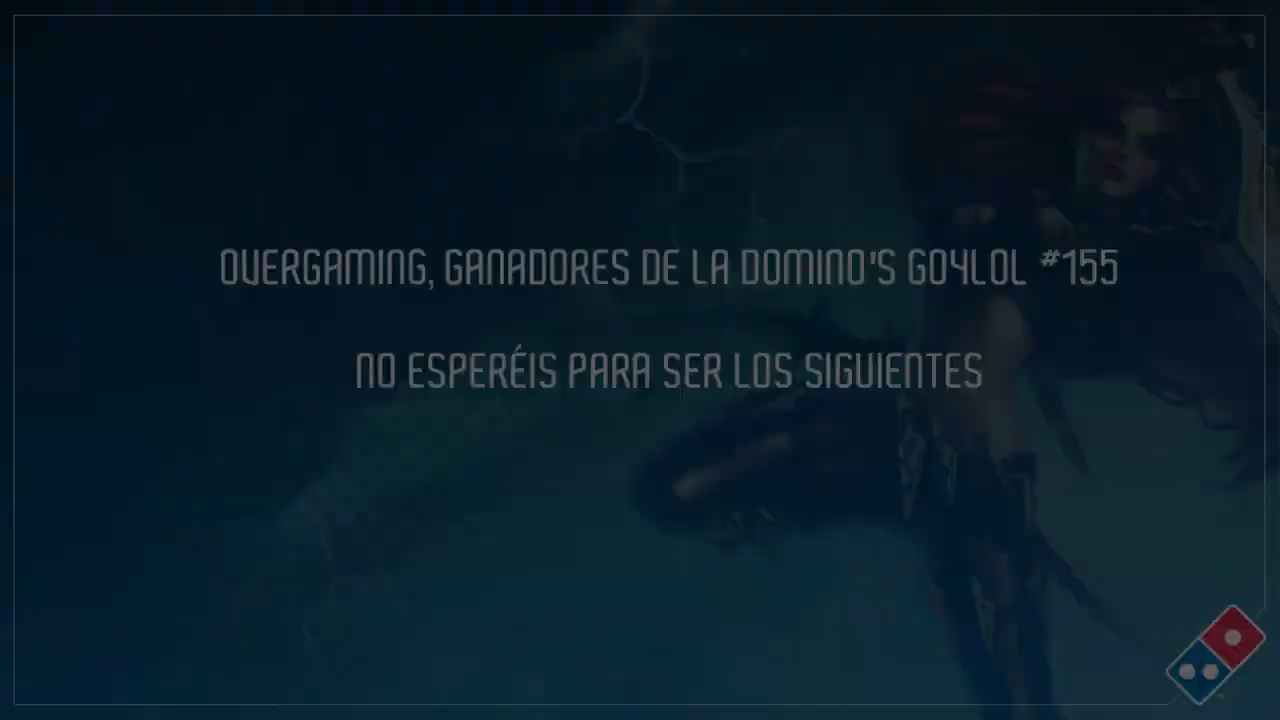 OVERGAMING, GANADORES DE LA DOMINO'S GO4LOL #155
NO ESPERÉIS PARA SER LOS SIGUIENTES